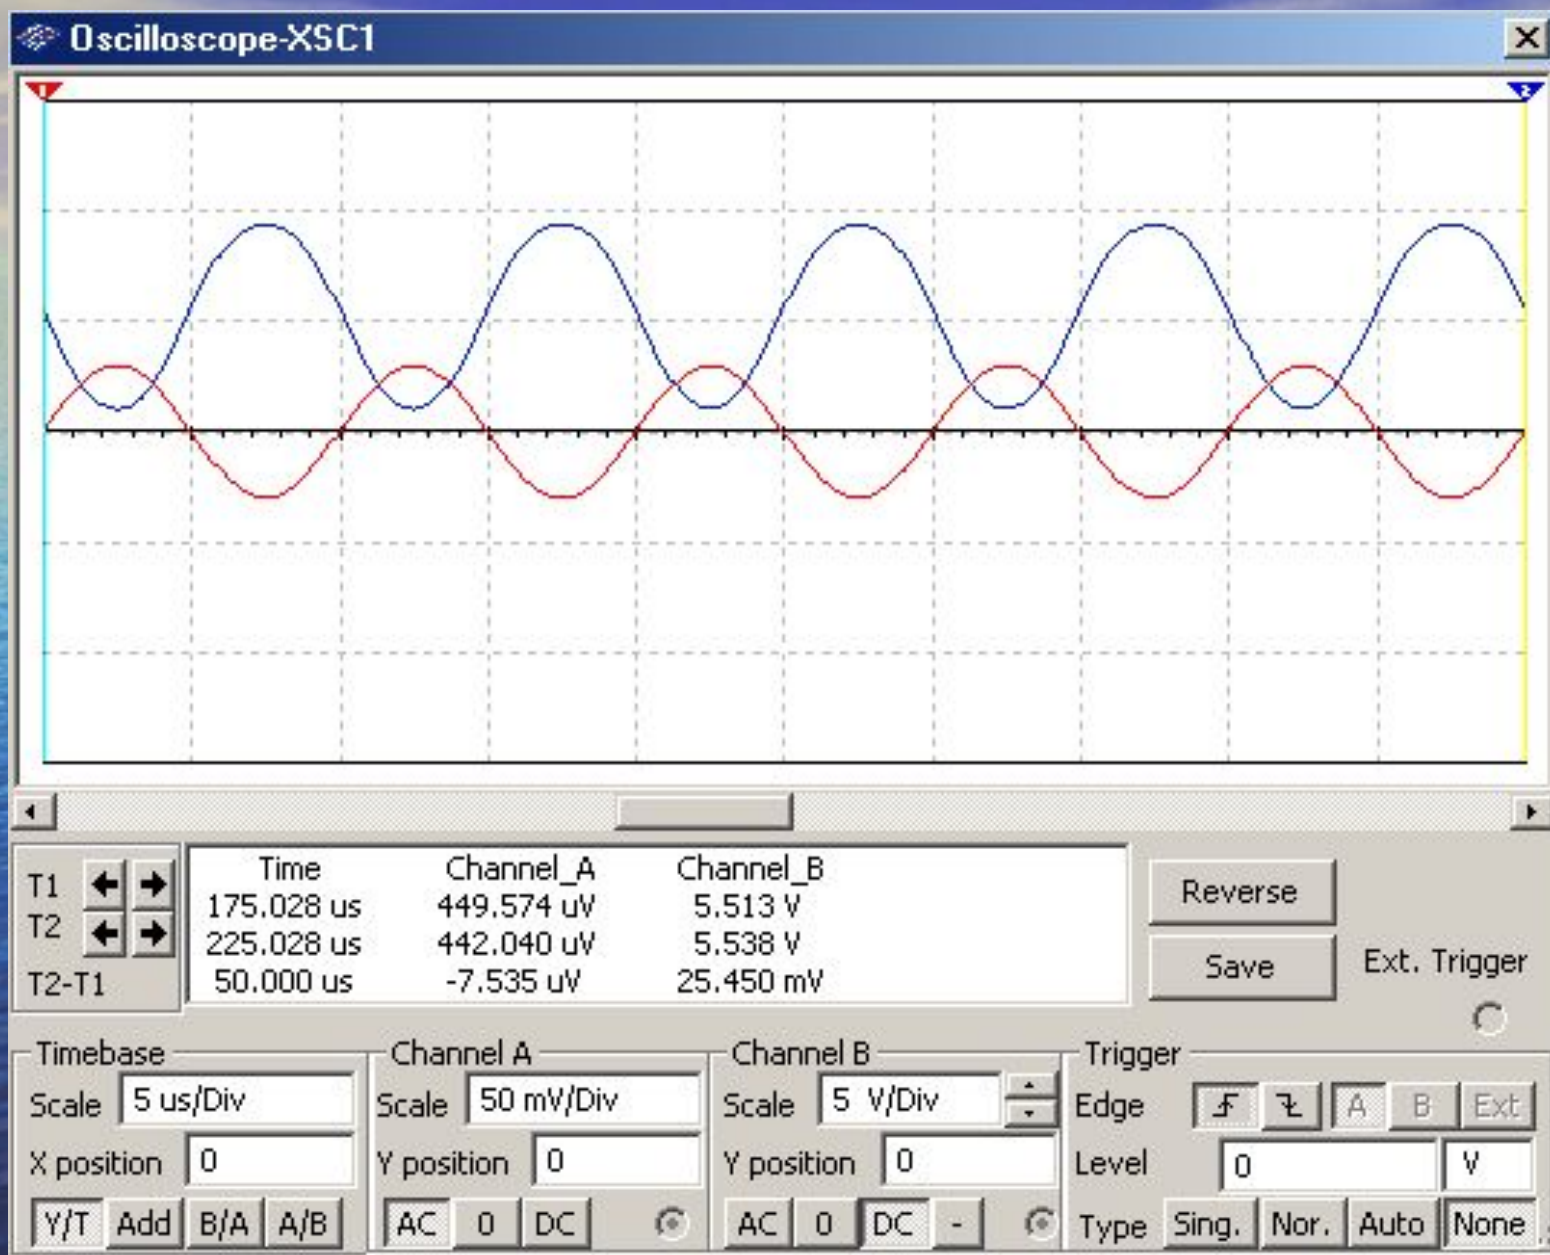 Oscilloscope-XSC1
1
2
T1
T2
T2-T1
Time Channel_A Channel_B
175.028 us 449.574 uV 5.513 V
225.028 us 442.040 uV 5.538 V
50.000 us -7.535 uV 25.450 mV
Reverse
Save
Ext. Trigger
Timebase
Scale 5 us/Div
X position 0
Y/T Add B/A A/B
Channel A
Scale 50 mV/Div
Y position 0
AC 0 DC
Channel B
Scale 5 V/Div
Y position 0
AC 0 DC -
Trigger
Edge A B Ext
Level 0 V
Type Sing. Nor. Auto None